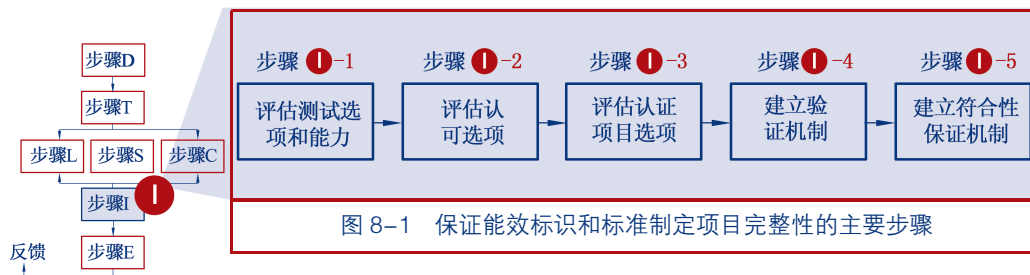 步骤D
步骤T
步骤L 步骤S 步骤C
步骤I
I
步骤E
反馈
步骤 I-1 步骤 I-2 步骤 I-3 步骤 I-4 步骤 I-5
评估测试选
项和能力
评估认
可选项
评估认证
项目选项
建立验
证机制
建立符合性
保证机制
图 8-1 保证能效标识和标准制定项目完整性的主要步骤